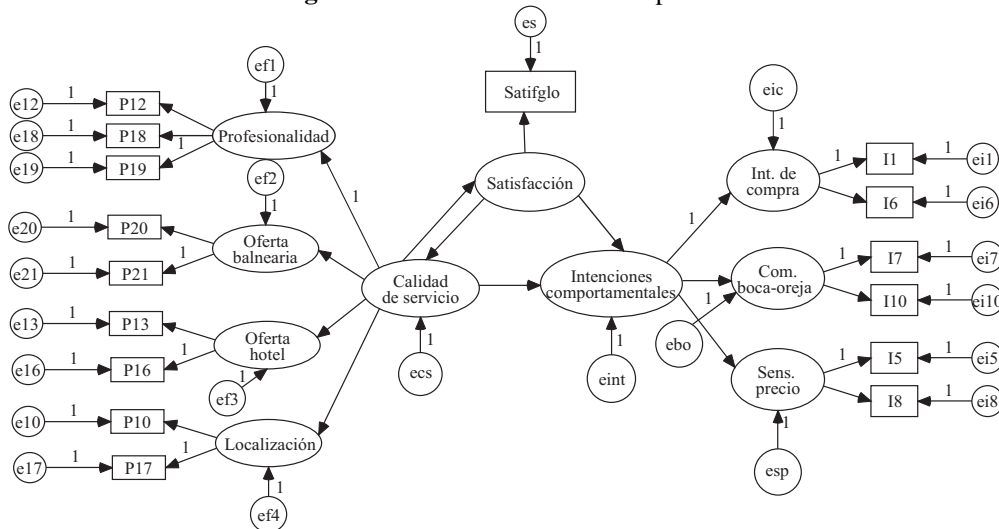 es
1
Satifglo
ef1
1
e12
1
P12
e18
1
P18
e19
1
P19
1
Profesionalidad
ef2
1
e20
1
P20
e21
1
P21
1
Oferta
balnearia
e13
1
P13
e16
1
P16
1
Oferta
hotel
1
ef3
e10
1
P10
e17
1
P17
1
Localización
1
ef4
1
Satisfacción
Calidad
de servicio
1
ecs
Intenciones
comportamentales
1
eint
1
eic
1
Int. de
compra
1
I1
1
ei1
I6
1
ei6
Com.
boca-oreja
1
ebo
1
I7
1
ei7
I10
1
ei10
Sens.
precio
1
esp
1
I5
1
ei5
I8
1
ei8